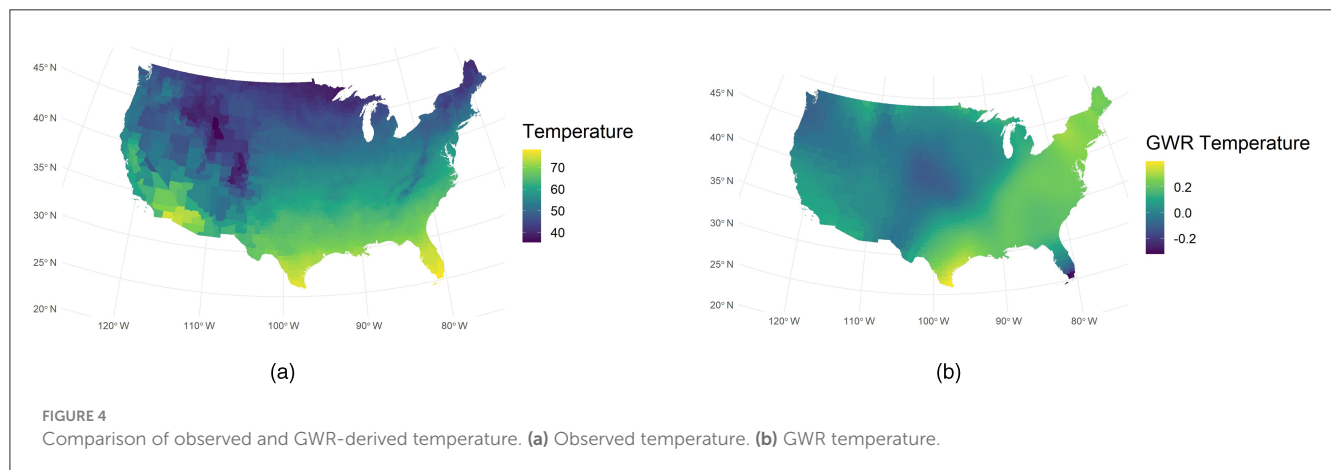 45° N
40° N
35° N
30° N
25° N
20° N
120° W
110° W
100° W
90° W
80° W
Temperature
70
60
50
40
(a)
45° N
40° N
35° N
30° N
25° N
20° N
120° W
110° W
100° W
90° W
80° W
GWR Temperature
0.2
0.0
-0.2
(b)
FIGURE 4
Comparison of observed and GWR-derived temperature. (a) Observed temperature. (b) GWR temperature.